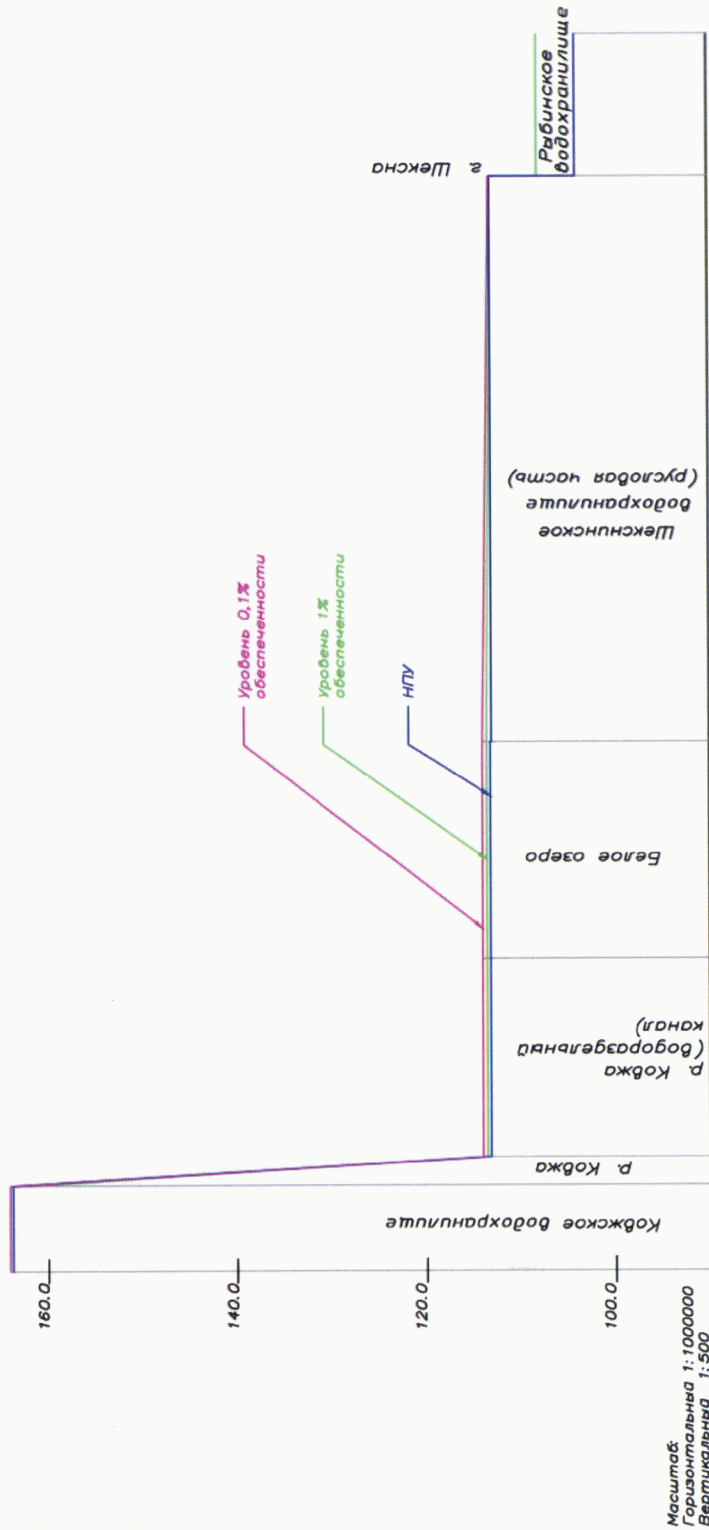 160.0
140.0
120.0
100.0
Уровень 0,1%
обеспеченности
Уровень 1%
обеспеченности
НПУ
г. Шексна
Рыбинское
водохранилище
Ковжское водохранилище
р. Ковжа
р. Ковжа
(водораздельный
канал)
Белое озеро
Шекснинское
водохранилище
(русловая часть)
Масштаб:
Горизонтальный 1:1000000
Вертикальный 1:500